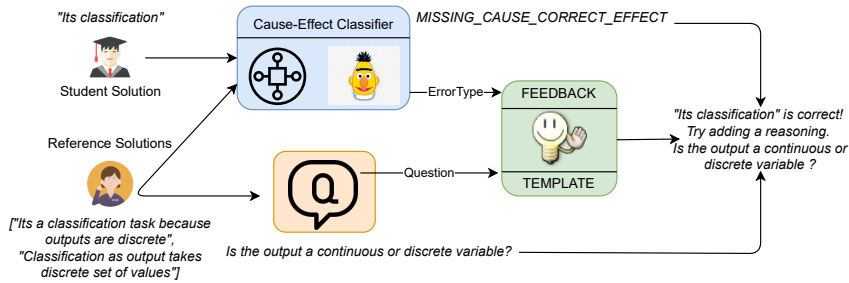 "Its classification"
Cause-Effect Classifier
MISSING_CAUSE_CORRECT_EFFECT
Student Solution
ErrorType
FEEDBACK
TEMPLATE
"Its classification" is correct!
Try adding a reasoning.
Is the output a continuous or
discrete variable ?
Reference Solutions
Q
Question
["Its a classification task because
outputs are discrete",
"Classification as output takes
discrete set of values"]
Is the output a continuous or discrete variable?